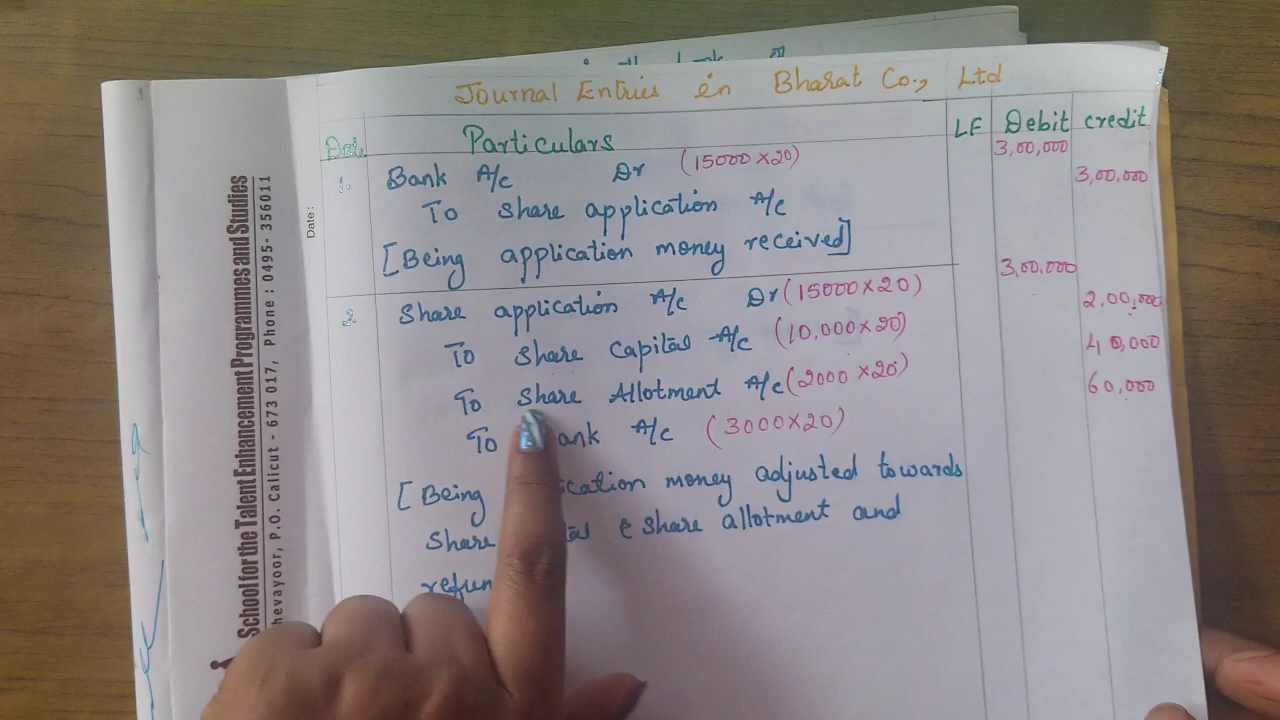 Journal Entries in Bharat Co., Ltd
Particulars LF Debit credit
1. Bank A/c Dr (15000 x 20) 3,00,000
To Share application A/c 3,00,000
[Being application money received]
2. Share application A/c Dr (15000 x 20) 3,00,000
To Share Capital A/c (10,000 x 20) 2,00,000
To Share Allotment A/c (2000 x 20) 40,000
To A/c (3000 x 20) 60,000
[Being money adjusted towards
Share & share allotment and
School for the Talent Enhancement Programmes and Studies
hevayoor, P.O. Calicut - 673 017, Phone : 0495- 356011
Date :